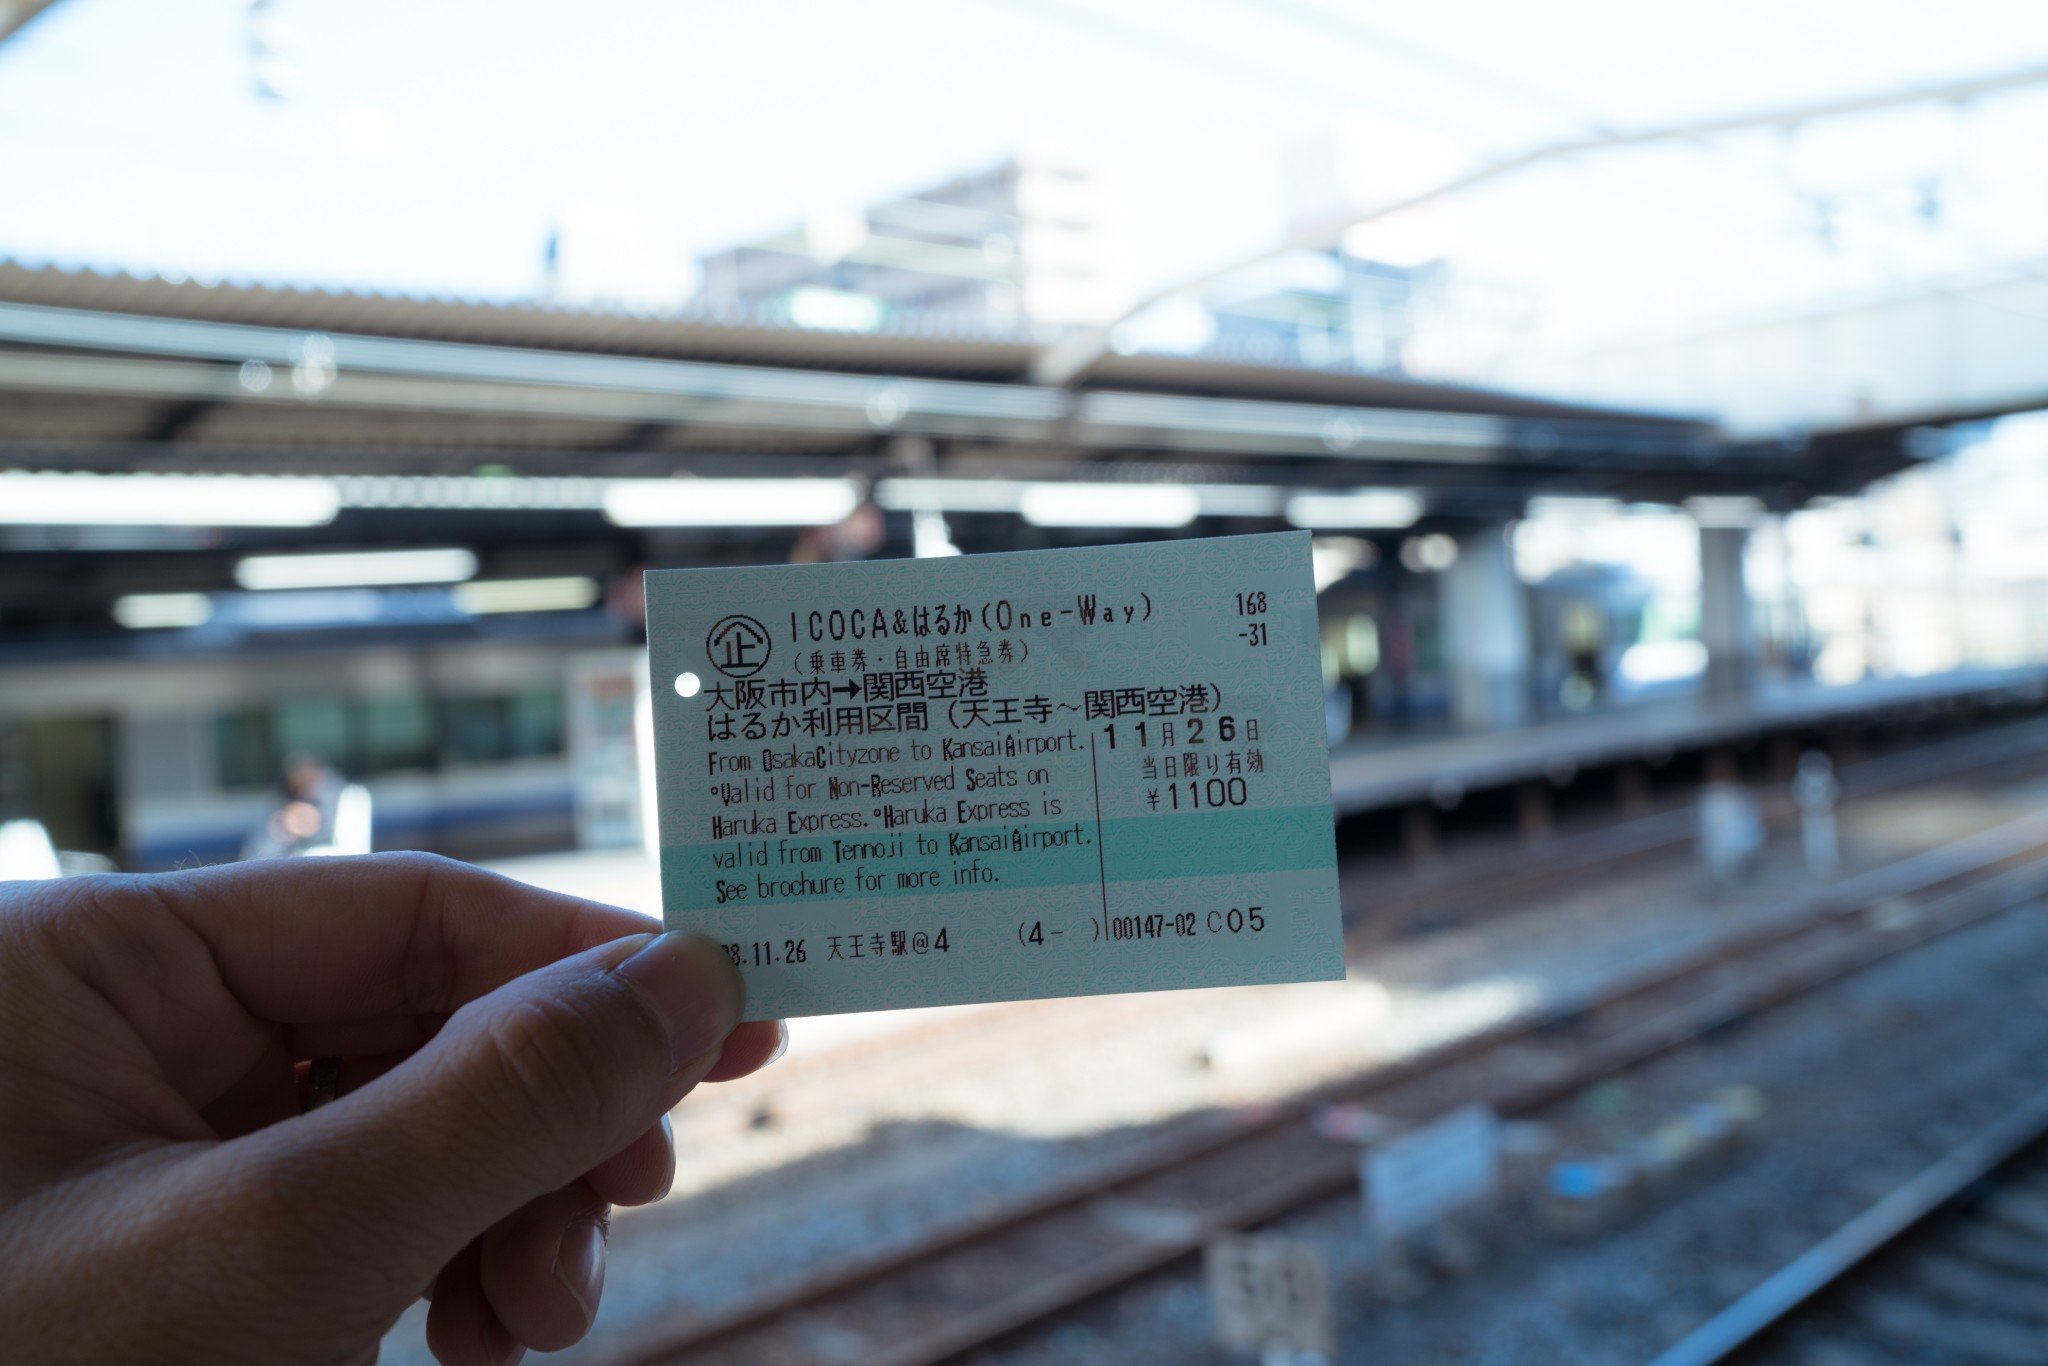 企 ICOCA&はるか(One-Way) 168
(乗車券・自由席特急券) -31
大阪市内→関西空港
はるか利用区間(天王寺~関西空港)
From OsakaCityzone to KansaiAirport.
°Valid for Non-Reserved Seats on
Haruka Express.°Haruka Express is
valid from Tennoji to KansaiAirport.
See brochure for more info.
11月26日
当日限り有効
¥1100
8.11.26 天王寺駅@4 (4- ) 00147-02 C05